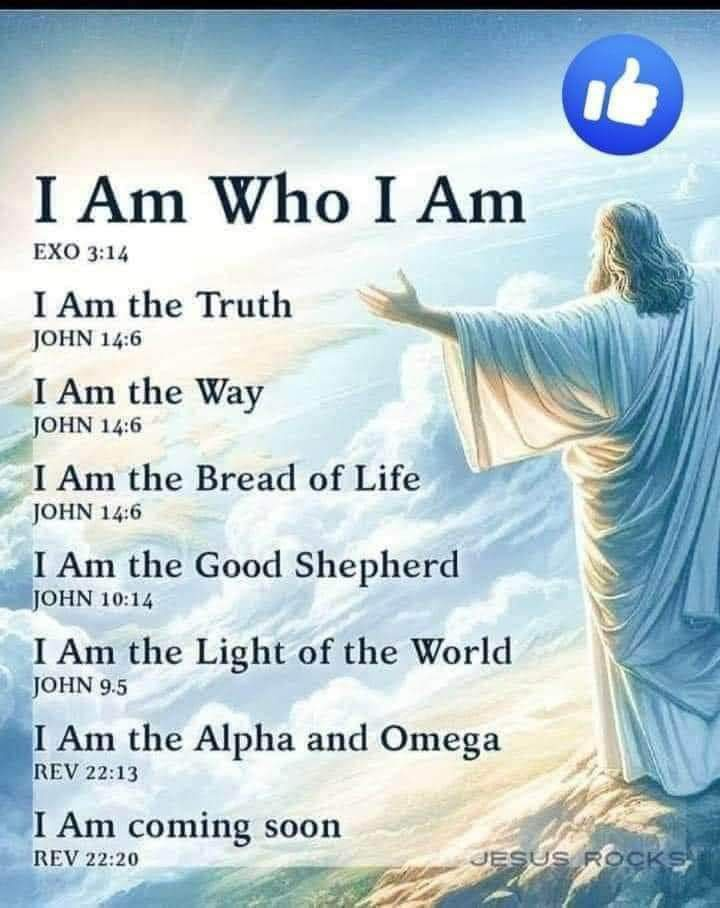 I Am Who I Am
EXO 3:14
I Am the Truth
JOHN 14:6
I Am the Way
JOHN 14:6
I Am the Bread of Life
JOHN 14:6
I Am the Good Shepherd
JOHN 10:14
I Am the Light of the World
JOHN 9.5
I Am the Alpha and Omega
REV 22:13
I Am coming soon
REV 22:20
JESUS ROCKS